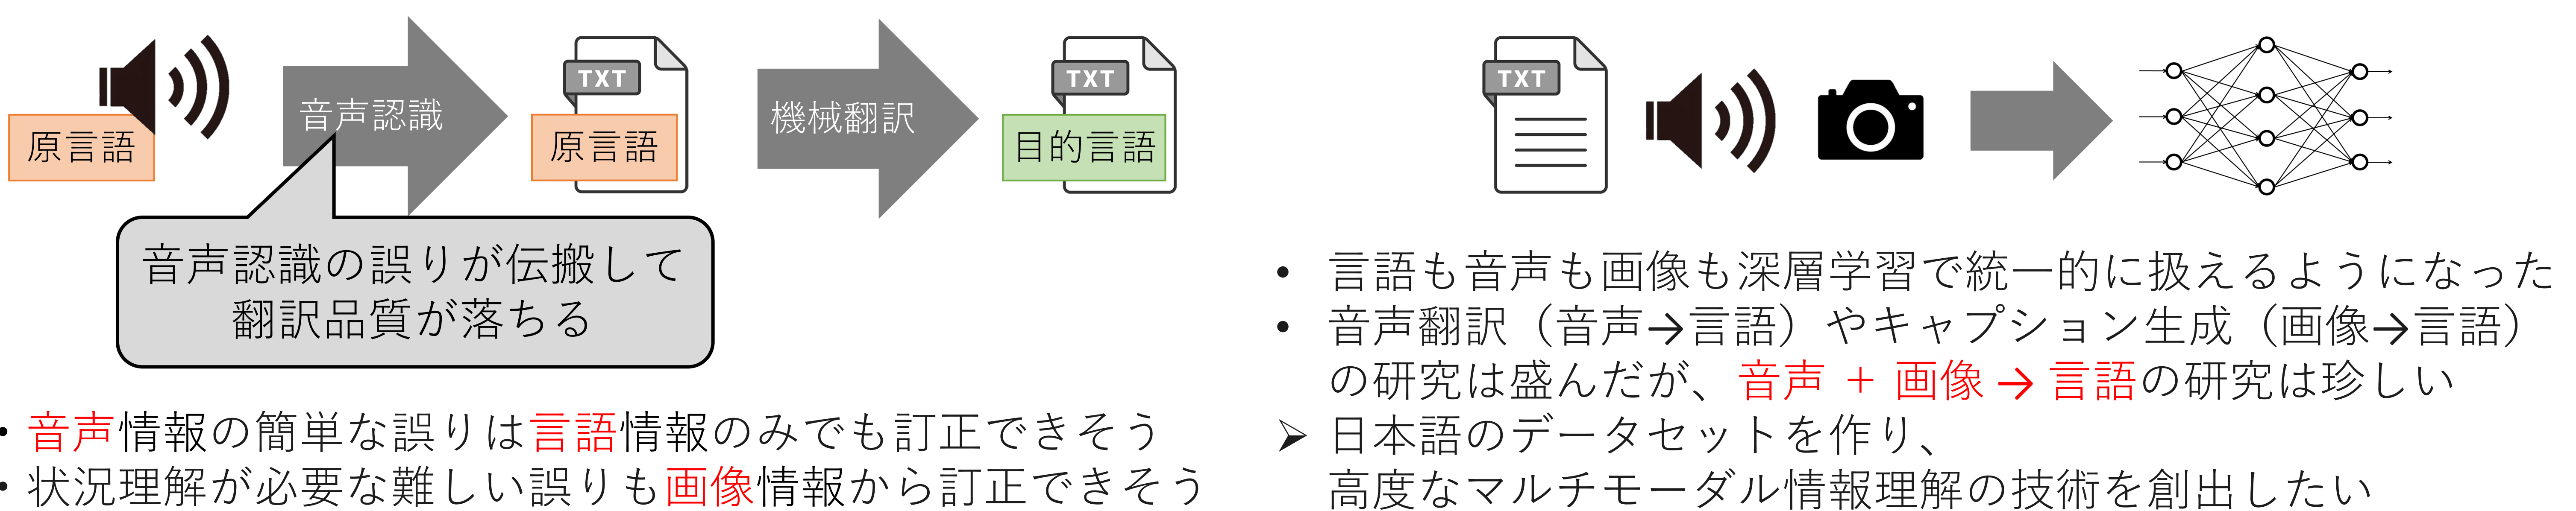 原言語
音声認識
TXT
原言語
機械翻訳
TXT
目的言語
音声認識の誤りが伝搬して
翻訳品質が落ちる
• 音声情報の簡単な誤りは言語情報のみでも訂正できそう
• 状況理解が必要な難しい誤りも画像情報から訂正できそう
TXT
• 言語も音声も画像も深層学習で統一的に扱えるようになった
• 音声翻訳（音声→言語）やキャプション生成（画像→言語）
の研究は盛んだが、音声 + 画像 → 言語の研究は珍しい
➢ 日本語のデータセットを作り、
高度なマルチモーダル情報理解の技術を創出したい